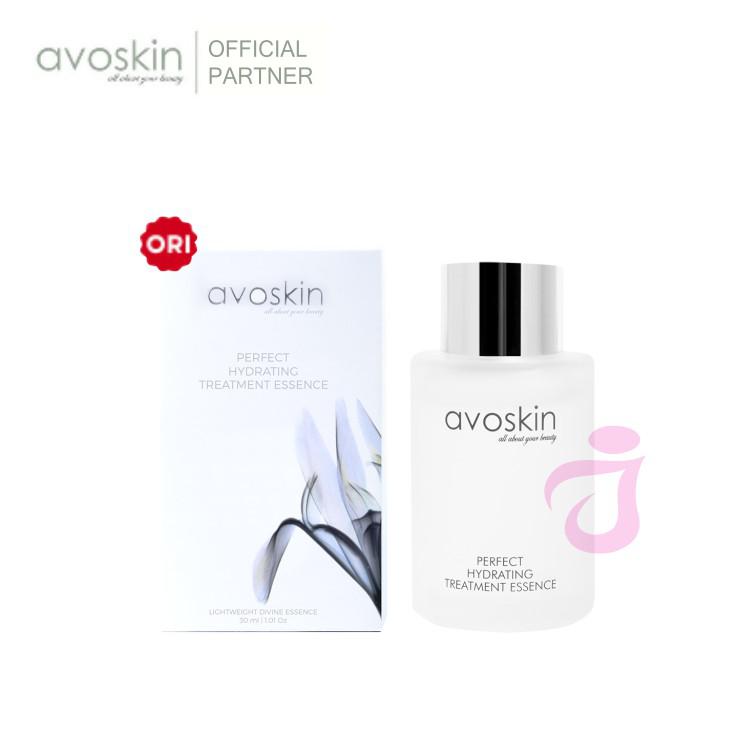 avoskin
all about your beauty
OFFICIAL
PARTNER
ORI
avoskin
all about your beauty
PERFECT
HYDRATING
TREATMENT ESSENCE
LIGHTWEIGHT DIVINE ESSENCE
30 ml | 1.01 Oz
avoskin
all about your beauty
PERFECT
HYDRATING
TREATMENT ESSENCE